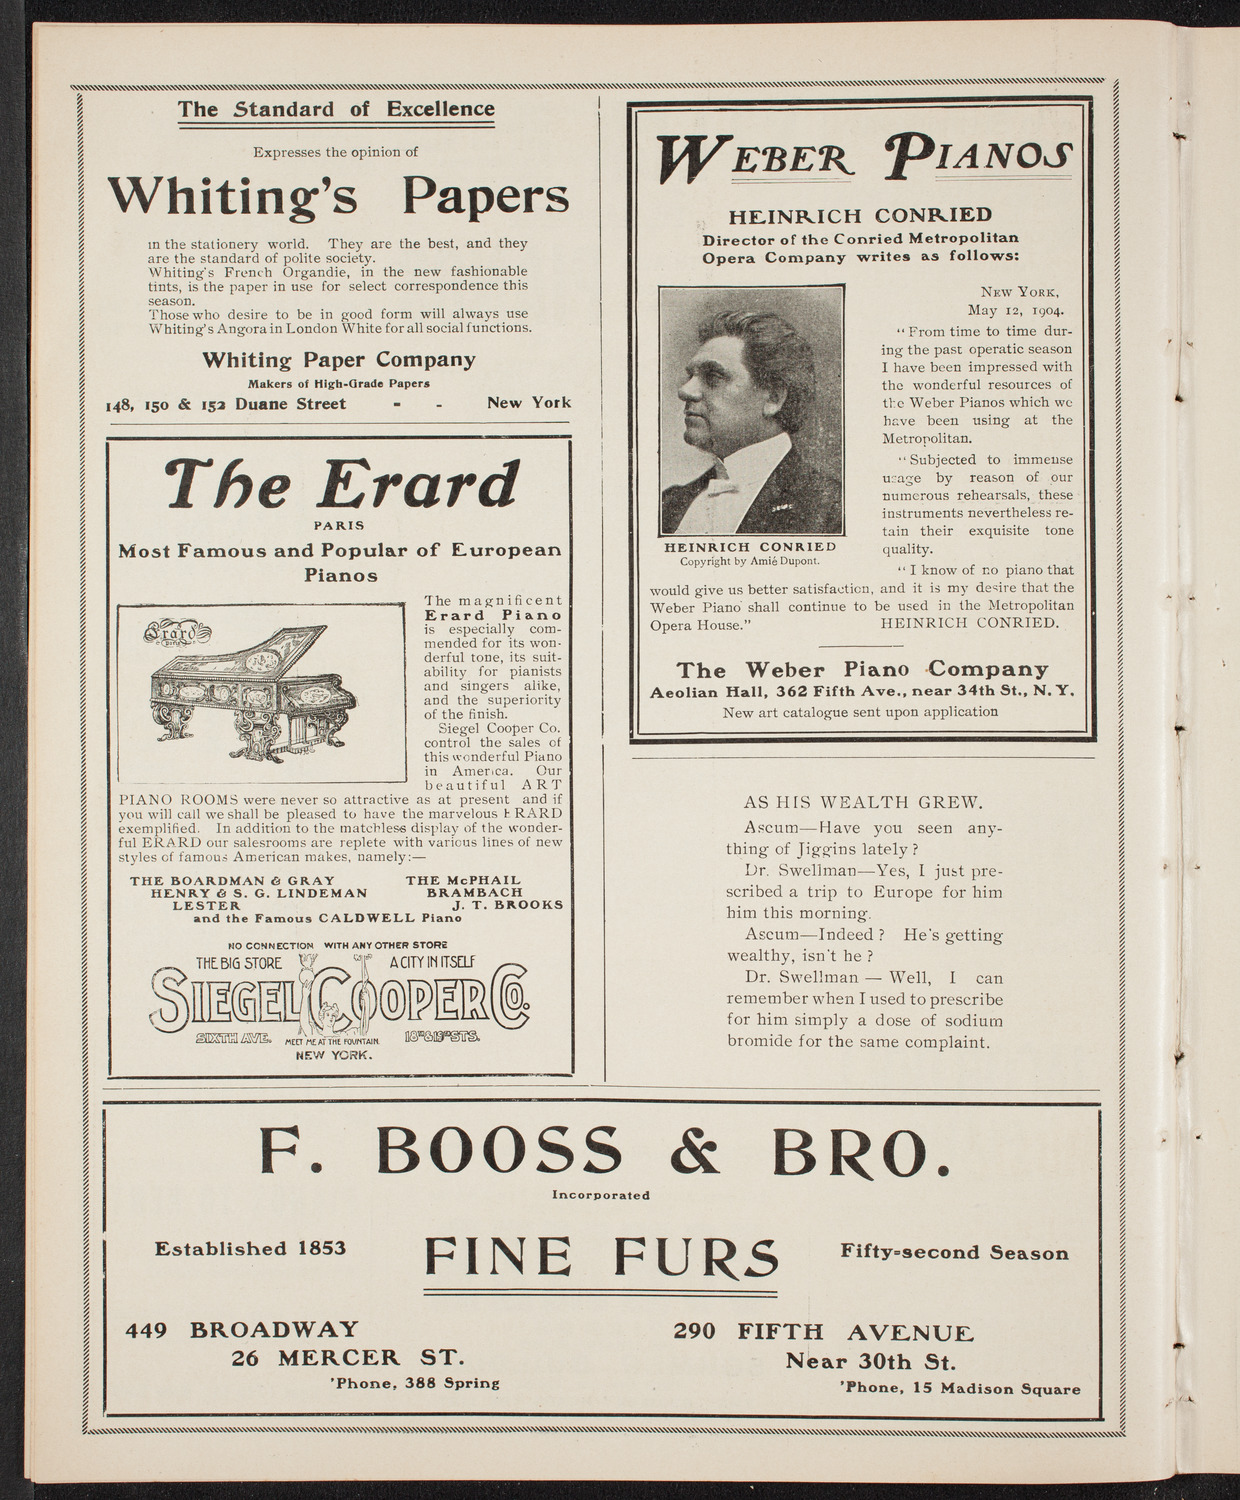 The Standard of Excellence
Expresses the opinion of
Whiting's Papers
in the stationery world. They are the best, and they
are the standard of polite society.
Whiting's French Organdie, in the new fashionable
tints, is the paper in use for select correspondence this
season.
Those who desire to be in good form will always use
Whiting's Angora in London White for all social functions.
Whiting Paper Company
Makers of High-Grade Papers
148, 150 & 152 Duane Street - - New York
The Erard
PARIS
Most Famous and Popular of European
Pianos
Erard
Paris
The magnificent
Erard Piano
is especially com-
mended for its won-
derful tone, its suit-
ability for pianists
and singers alike,
and the superiority
of the finish.
Siegel Cooper Co.
control the sales of
this wonderful Piano
in America. Our
beautiful ART
PIANO ROOMS were never so attractive as at present and if
you will call we shall be pleased to have the marvelous ERARD
exemplified. In addition to the matchless display of the wonder-
ful ERARD our salesrooms are replete with various lines of new
styles of famous American makes, namely:—
THE BOARDMAN & GRAY THE McPHAIL
HENRY & S. G. LINDEMAN BRAMBACH
LESTER J. T. BROOKS
and the Famous CALDWELL Piano
NO CONNECTION WITH ANY OTHER STORE
THE BIG STORE A CITY IN ITSELF
SIEGEL COOPER CO.
SIXTH AVE. MEET ME AT THE FOUNTAIN. 18TH & 19TH STS.
NEW YORK.
WEBER PIANOS
HEINRICH CONRIED
Director of the Conried Metropolitan
Opera Company writes as follows:
HEINRICH CONRIED
Copyright by Amié Dupont.
NEW YORK,
May 12, 1904.
"From time to time dur-
ing the past operatic season
I have been impressed with
the wonderful resources of
the Weber Pianos which we
have been using at the
Metropolitan.
"Subjected to immense
usage by reason of our
numerous rehearsals, these
instruments nevertheless re-
tain their exquisite tone
quality.
"I know of no piano that
would give us better satisfaction, and it is my desire that the
Weber Piano shall continue to be used in the Metropolitan
Opera House." HEINRICH CONRIED.
The Weber Piano Company
Aeolian Hall, 362 Fifth Ave., near 34th St., N. Y.
New art catalogue sent upon application
AS HIS WEALTH GREW.
Ascum—Have you seen any-
thing of Jiggins lately?
Dr. Swellman—Yes, I just pre-
scribed a trip to Europe for him
him this morning.
Ascum—Indeed? He's getting
wealthy, isn't he?
Dr. Swellman — Well, I can
remember when I used to prescribe
for him simply a dose of sodium
bromide for the same complaint.
F. BOOSS & BRO.
Incorporated
Established 1853 FINE FURS Fifty-second Season
449 BROADWAY
26 MERCER ST.
'Phone, 388 Spring
290 FIFTH AVENUE
Near 30th St.
'Phone, 15 Madison Square